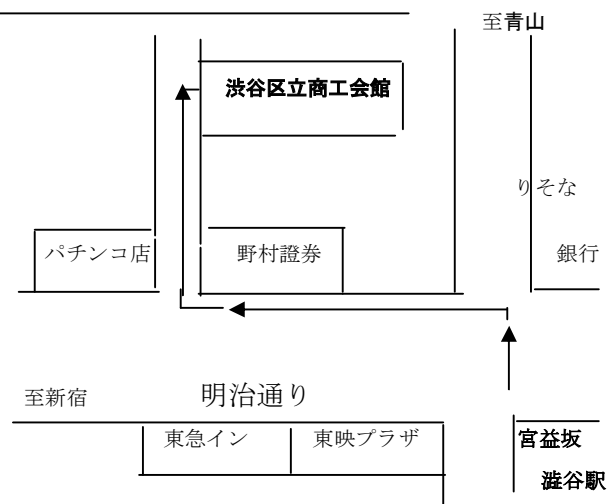 至青山
渋谷区立商工会館
りそな
パチンコ店
野村證券
銀行
至新宿
明治通り
東急イン
東映プラザ
宮益坂
澁谷駅